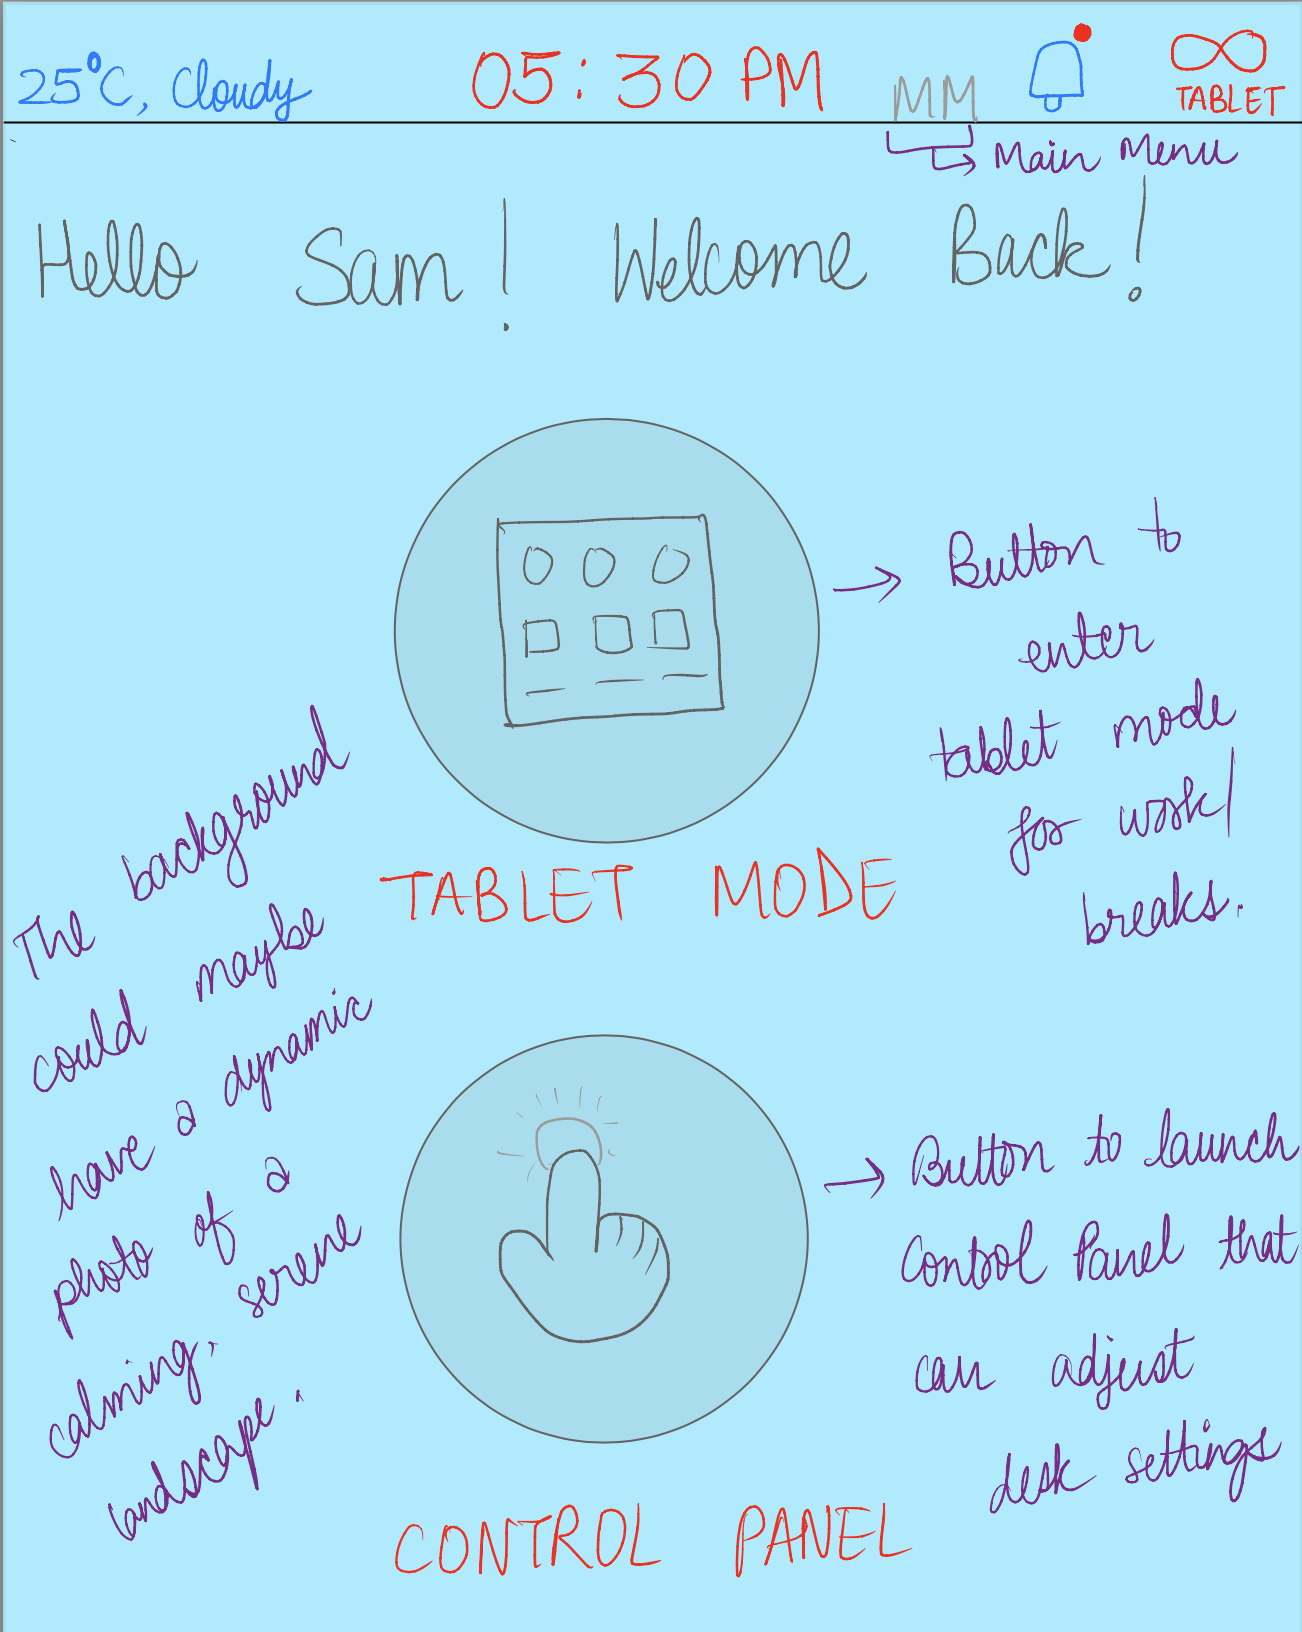 25°C, Cloudy
05:30 PM
MM
TABLET
Main Menu
Hello Sam! Welcome Back!
Button to
enter
tablet mode
for work/
breaks.
TABLET MODE
The background
could maybe
have a dynamic
photo of a
calming, serene
landscape.
Button to launch
Control Panel that
can adjust
desk settings
CONTROL PANEL